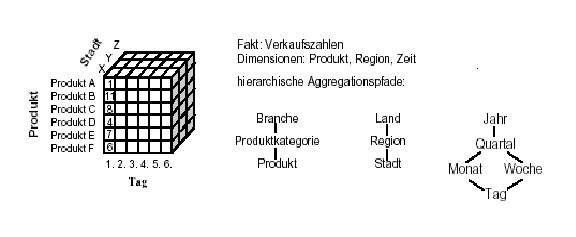 Stadt
Z
Y
X
Produkt
Produkt A 1
Produkt B 11
Produkt C 8
Produkt D 4
Produkt E 7
Produkt F 6
1. 2. 3. 4. 5. 6.
Tag
Fakt: Verkaufszahlen
Dimensionen: Produkt, Region, Zeit
hierarchische Aggregationspfade:
Branche
Produktkategorie
Produkt
Land
Region
Stadt
Jahr
Quartal
Monat Woche
Tag